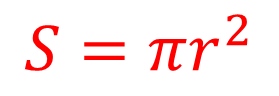 S = πr²